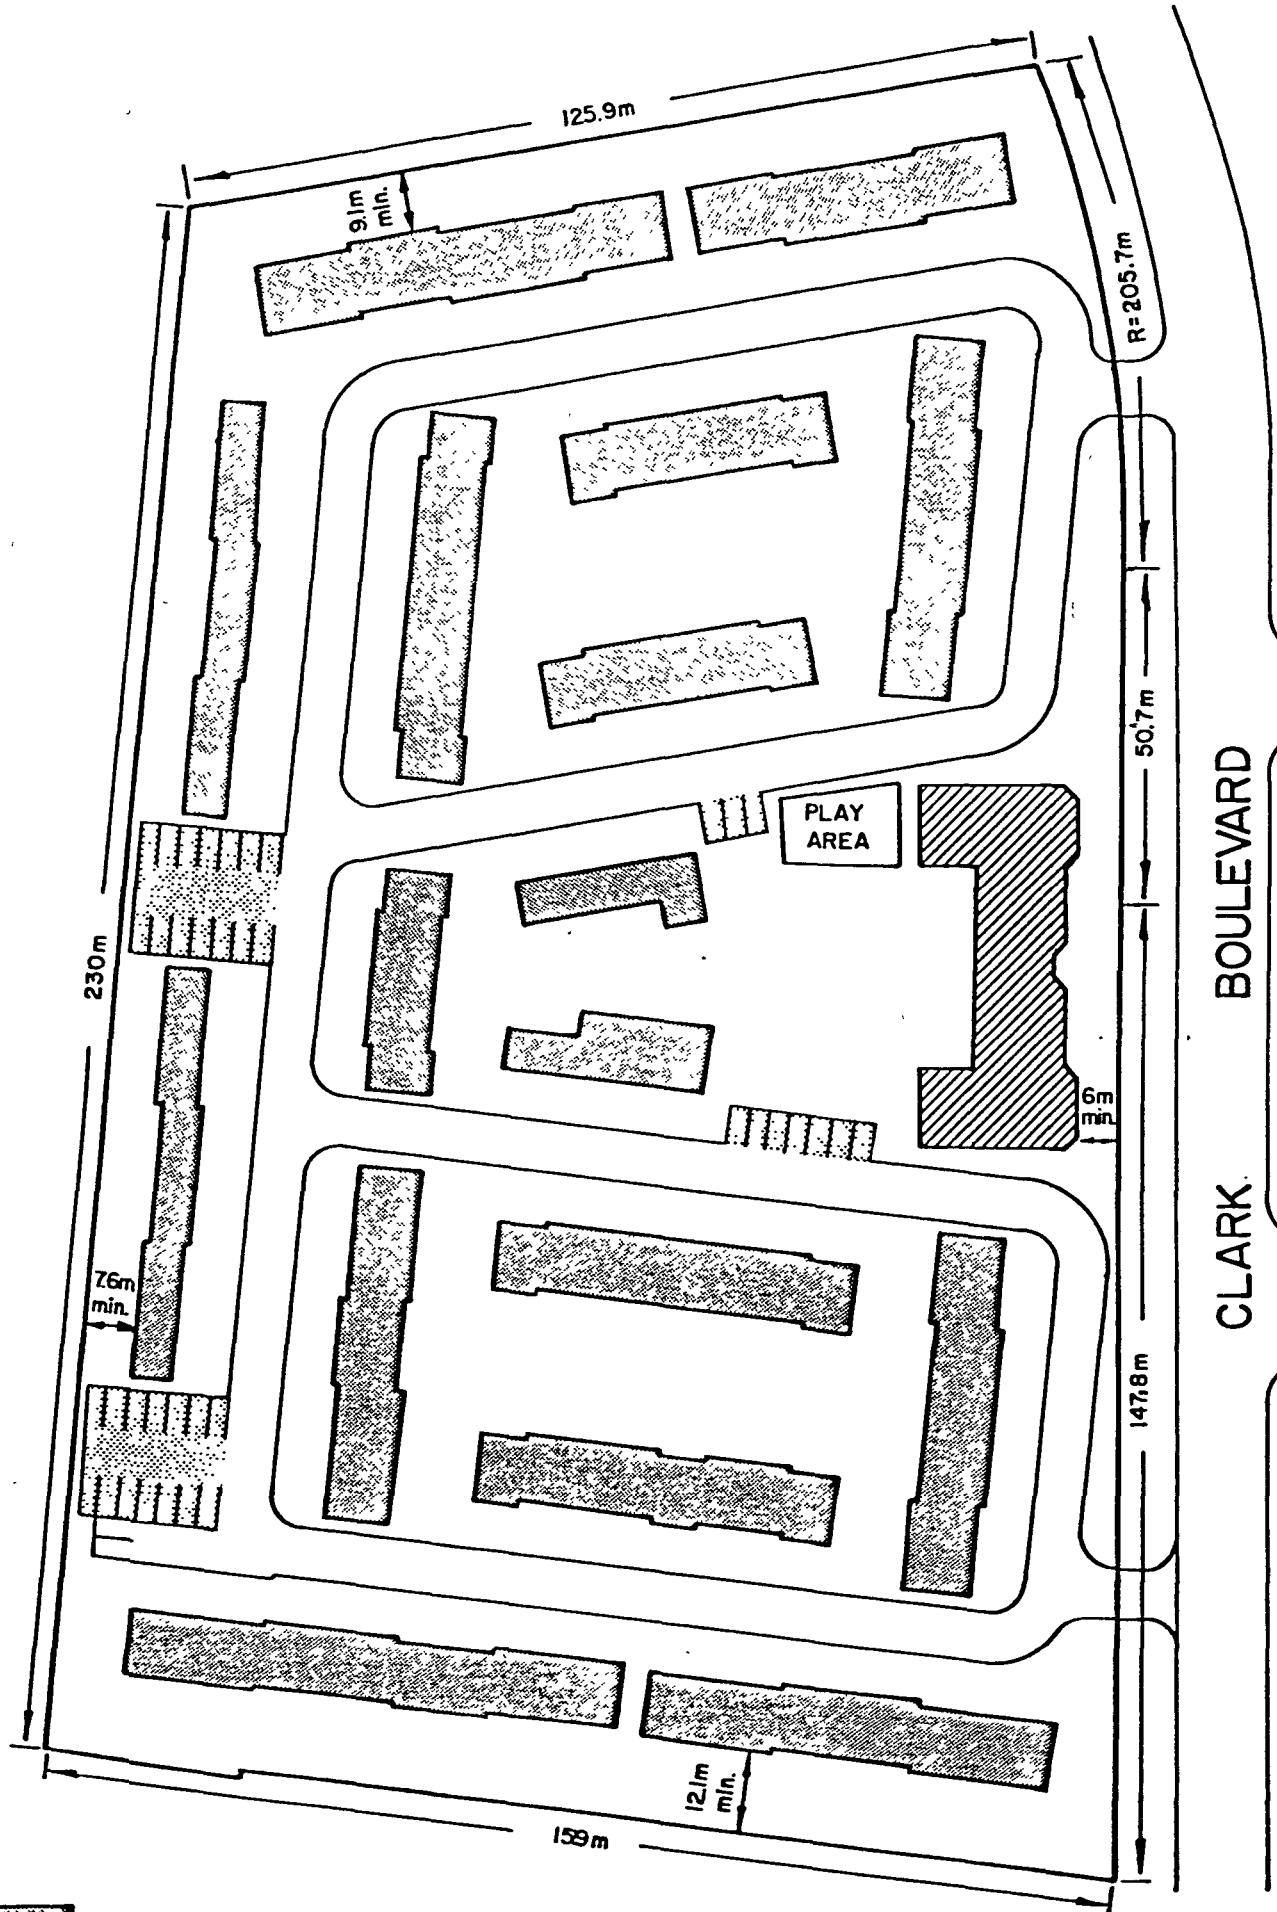 125.9m
9.1m
min.
R=205.7m
50.7m
PLAY
AREA
230m
BOULEVARD
6m
min.
7.6m
min.
CLARK
147.8m
12.1m
min.
159m